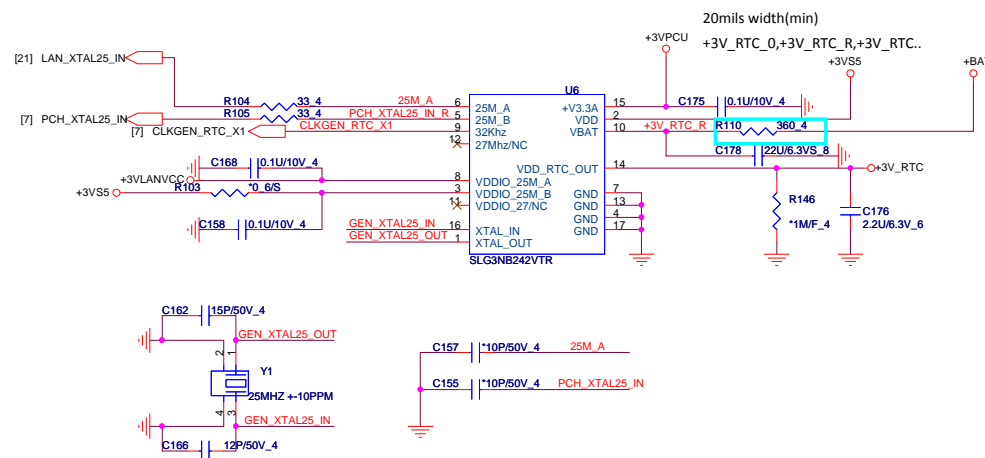 20mils width(min)
+3V_RTC_0,+3V_RTC_R,+3V_RTC..
+3VPCU
+3VS5
+BA
[21] LAN_XTAL25_IN
[7] PCH_XTAL25_IN
[7] CLKGEN_RTC_X1
R104 33_4
R105 33_4
25M_A
PCH_XTAL25_IN_R
CLKGEN_RTC_X1
U6
6 25M_A
5 25M_B
9 32Khz
12 27Mhz/NC
8 VDDIO_25M_A
3 VDDIO_25M_B
11 VDDIO_27/NC
16 XTAL_IN
1 XTAL_OUT
+V3.3A 15
VDD 2
VBAT 10
VDD_RTC_OUT 14
GND 7
GND 13
GND 4
GND 17
SLG3NB242VTR
C175 0.1U/10V_4
+3V_RTC_R
R110 360_4
C178 22U/6.3VS_8
+3V_RTC
R146
*1M/F_4
C176
2.2U/6.3V_6
C168 0.1U/10V_4
+3VLANVCC
+3VS5
R103 *0_6/S
C158 0.1U/10V_4
GEN_XTAL25_IN
GEN_XTAL25_OUT
C162 15P/50V_4
GEN_XTAL25_OUT
2 1
Y1
25MHZ +-10PPM
4 3
GEN_XTAL25_IN
C166 12P/50V_4
C157 *10P/50V_4 25M_A
C155 *10P/50V_4 PCH_XTAL25_IN